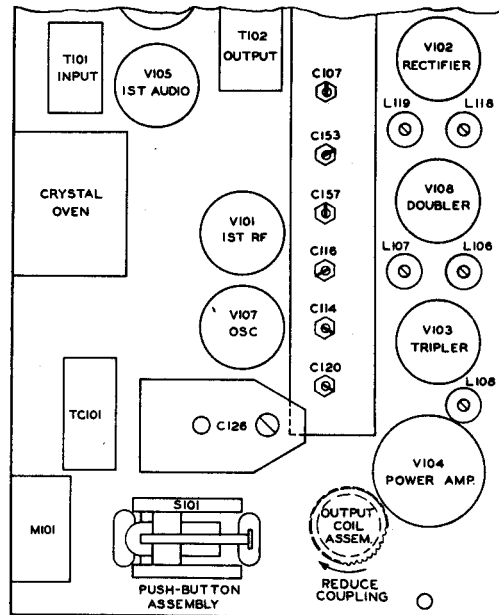 T101
INPUT
V105
1ST AUDIO
T102
OUTPUT
C107
V102
RECTIFIER
L119
L118
C153
CRYSTAL
OVEN
V108
DOUBLER
C157
V101
1ST RF
L107
L106
C116
V107
OSC
C114
V103
TRIPLER
C120
L108
TC101
C126
V104
POWER AMP.
M101
S101
OUTPUT
COIL
ASSEM.
PUSH-BUTTON
ASSEMBLY
REDUCE
COUPLING